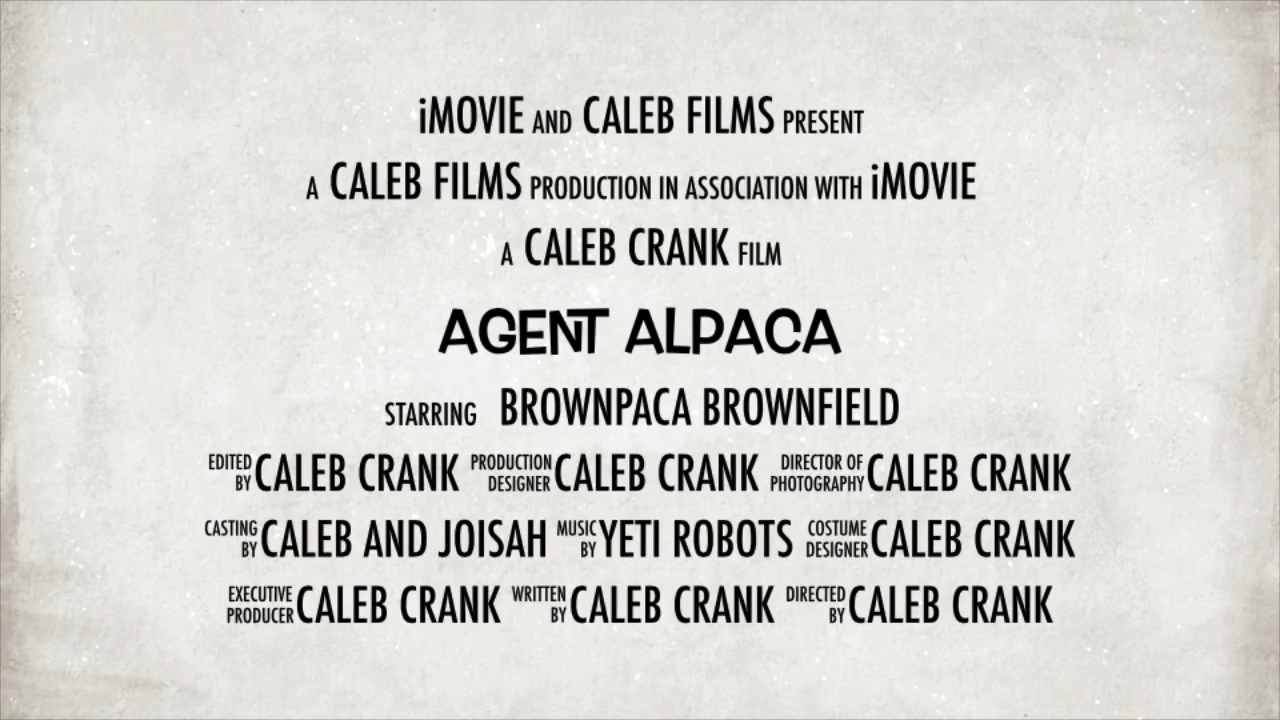 iMOVIE AND CALEB FILMS PRESENT
A CALEB FILMS PRODUCTION IN ASSOCIATION WITH iMOVIE
A CALEB CRANK FILM
AGENT ALPACA
STARRING BROWNPACA BROWNFIELD
EDITED BY CALEB CRANK PRODUCTION DESIGNER CALEB CRANK DIRECTOR OF PHOTOGRAPHY CALEB CRANK
CASTING BY CALEB AND JOISAH MUSIC BY YETI ROBOTS COSTUME DESIGNER CALEB CRANK
EXECUTIVE PRODUCER CALEB CRANK WRITTEN BY CALEB CRANK DIRECTED BY CALEB CRANK